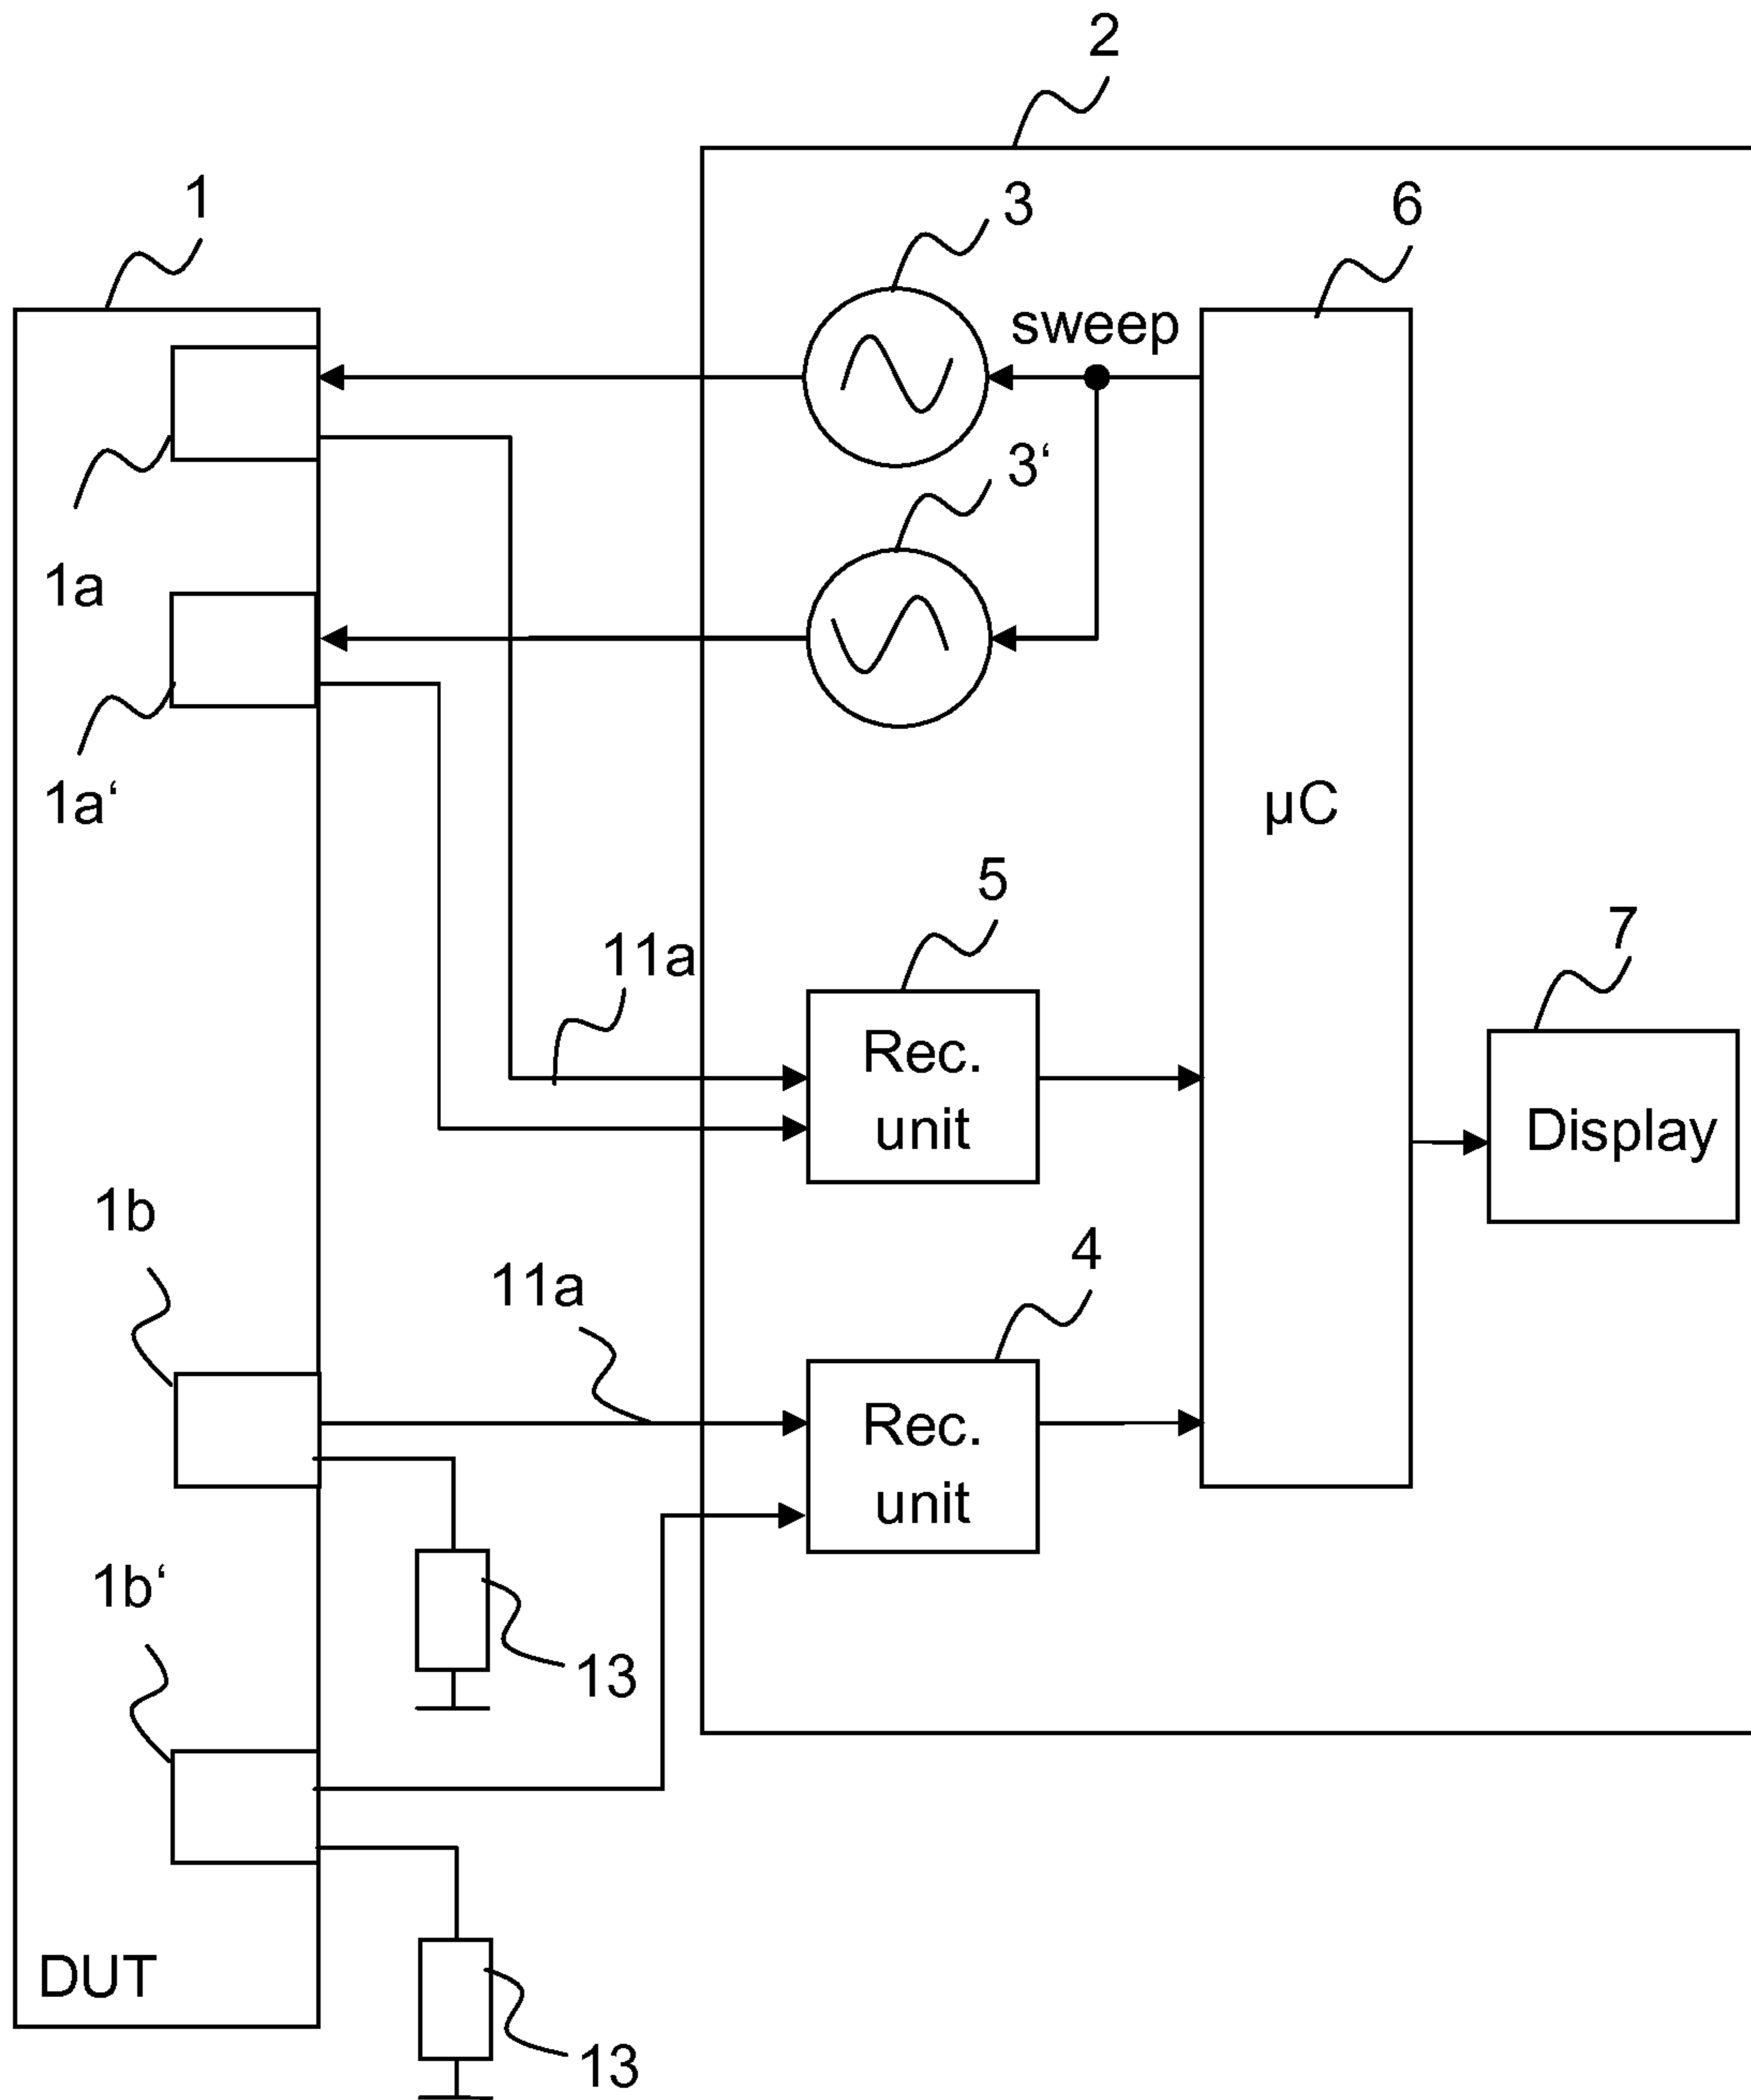 2
1
3
6
sweep
3‘
1a
1a‘
µC
5
7
11a
Rec.
unit
Display
1b
4
11a
Rec.
unit
1b‘
13
DUT
13